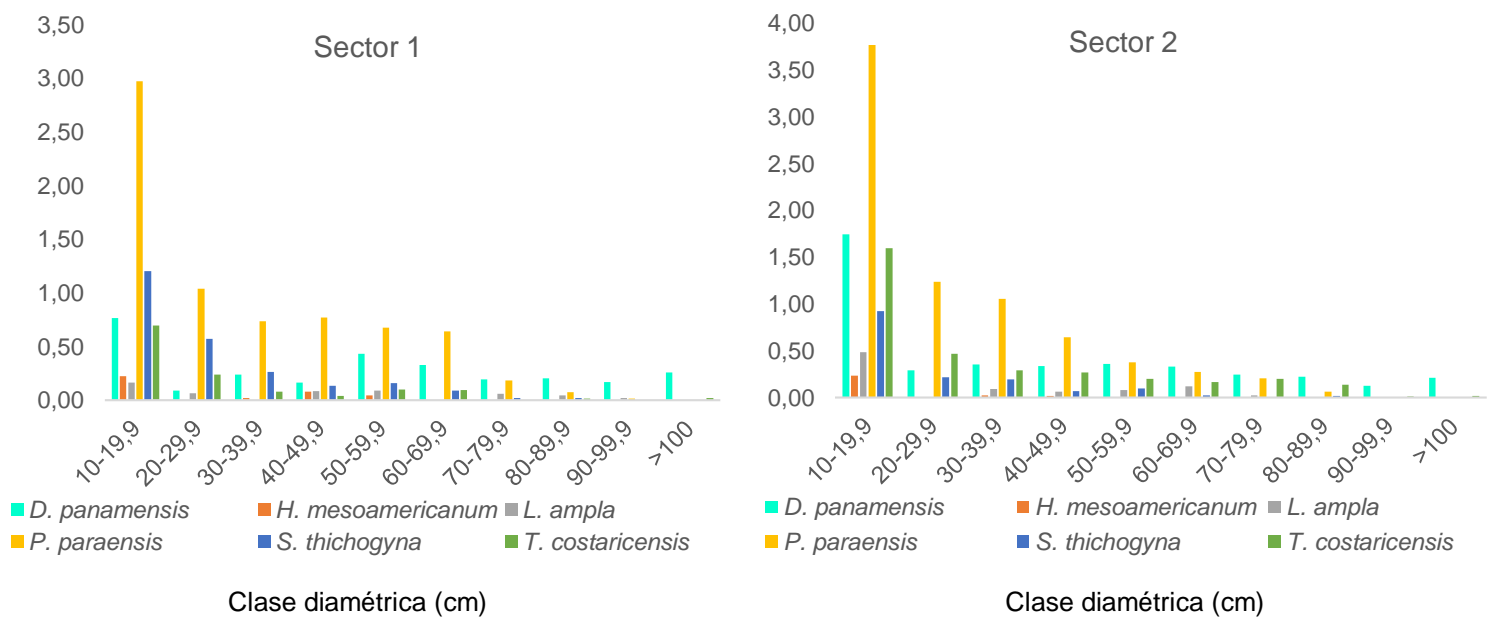 Sector 1
3,50
3,00
2,50
2,00
1,50
1,00
0,50
0,00
10-19,9 20-29,9 30-39,9 40-49,9 50-59,9 60-69,9 70-79,9 80-89,9 90-99,9 >100
D. panamensis H. mesoamericanum L. ampla
P. paraensis S. thichogyna T. costaricensis
Clase diamétrica (cm)
Sector 2
4,00
3,50
3,00
2,50
2,00
1,50
1,00
0,50
0,00
10-19,9 20-29,9 30-39,9 40-49,9 50-59,9 60-69,9 70-79,9 80-89,9 90-99,9 >100
D. panamensis H. mesoamericanum L. ampla
P. paraensis S. thichogyna T. costaricensis
Clase diamétrica (cm)